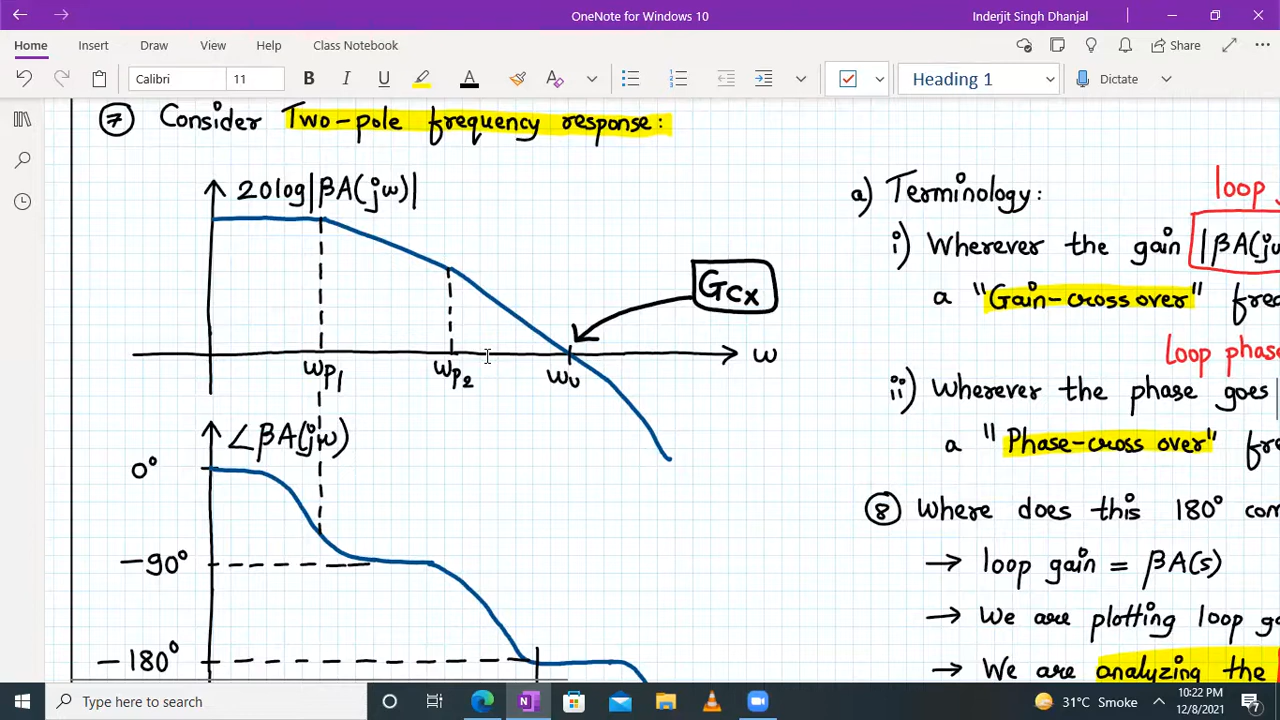 OneNote for Windows 10
Inderjit Singh Dhanjal
Home Insert Draw View Help Class Notebook
Share
Calibri 11 B I U A Heading 1 Dictate
7 Consider Two-pole frequency response:
20log|βA(jω)|
Gcx
ωp1 ωp2 ωu ω
∠βA(jω)
0°
-90°
-180°
loop
a) Terminology:
i) Wherever the gain |βA(jω
a "Gain-cross over" fre
loop phas
ii) Wherever the phase goes
a "Phase-cross over" fre
8 Where does this 180° con
→ loop gain = βA(s)
→ We are plotting loop g
→ We are analyzing the
Type here to search
31°C Smoke
10:22 PM
12/8/2021
7